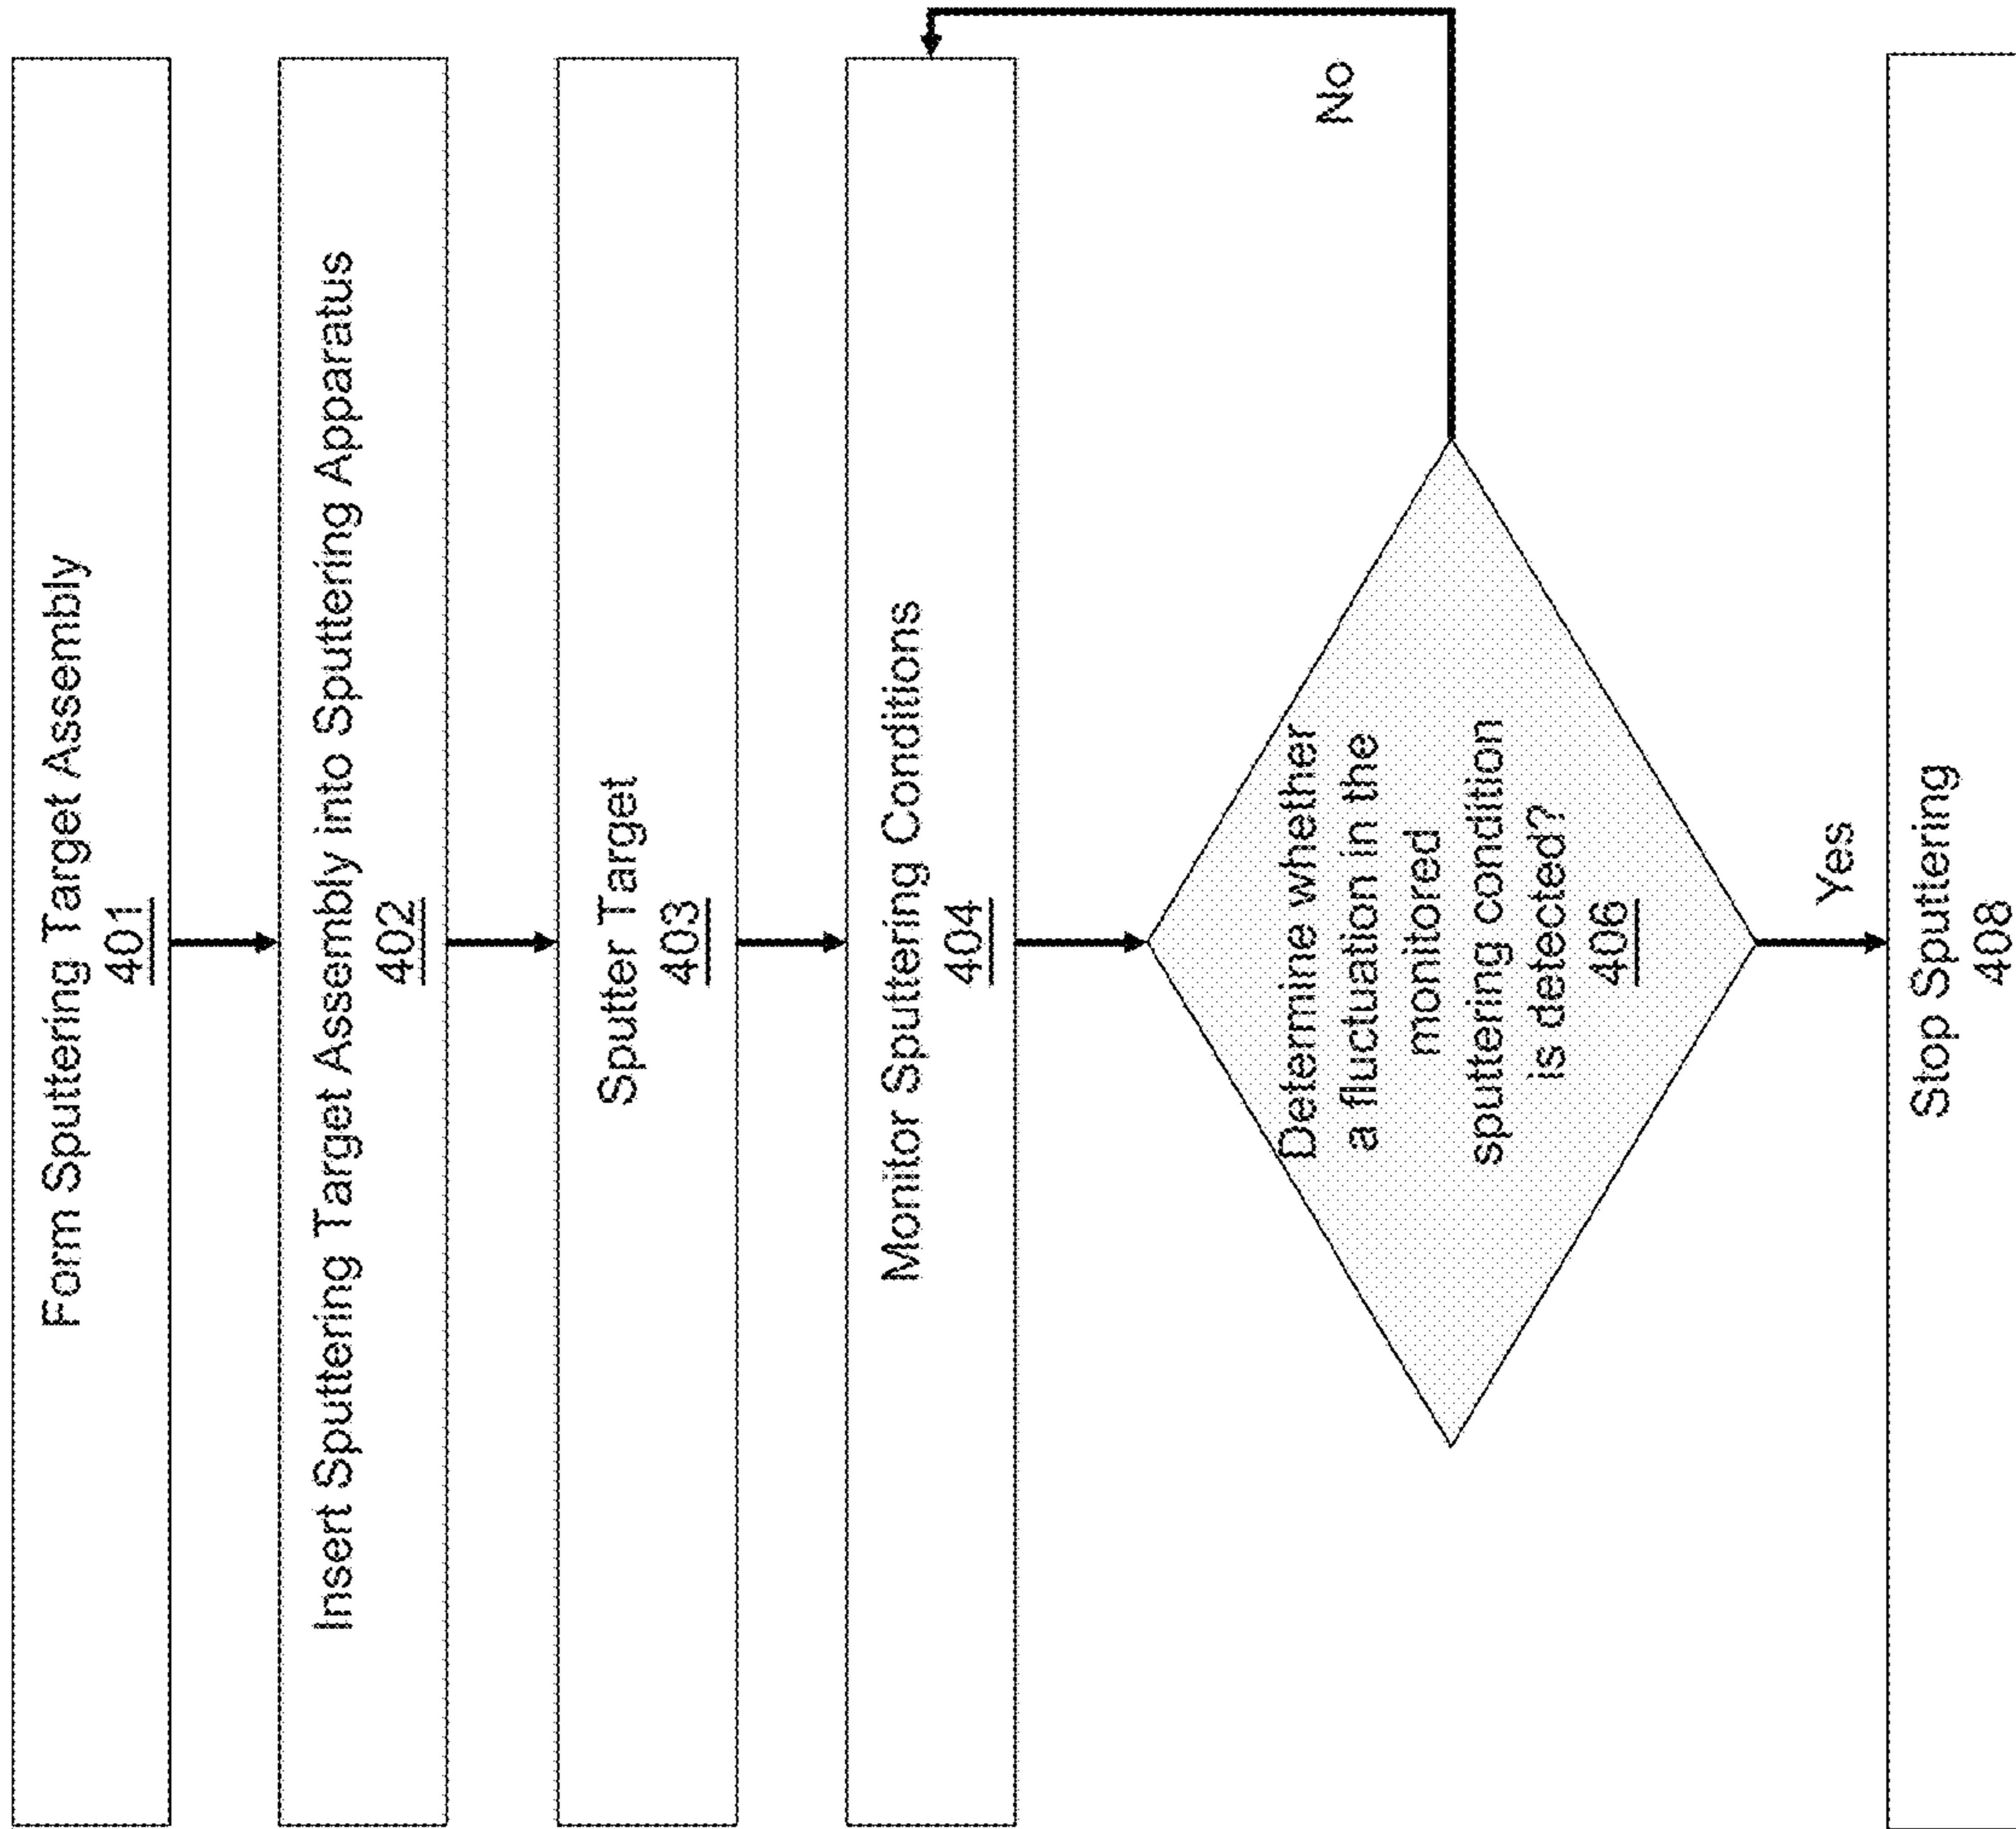 Form Sputtering Target Assembly
401
Insert Sputtering Target Assembly into Sputtering Apparatus
402
Sputter Target
403
Monitor Sputtering Conditions
404
Determine whether
a fluctuation in the
monitored
sputtering condition
is detected?
406
No
Yes
Stop Sputtering
408